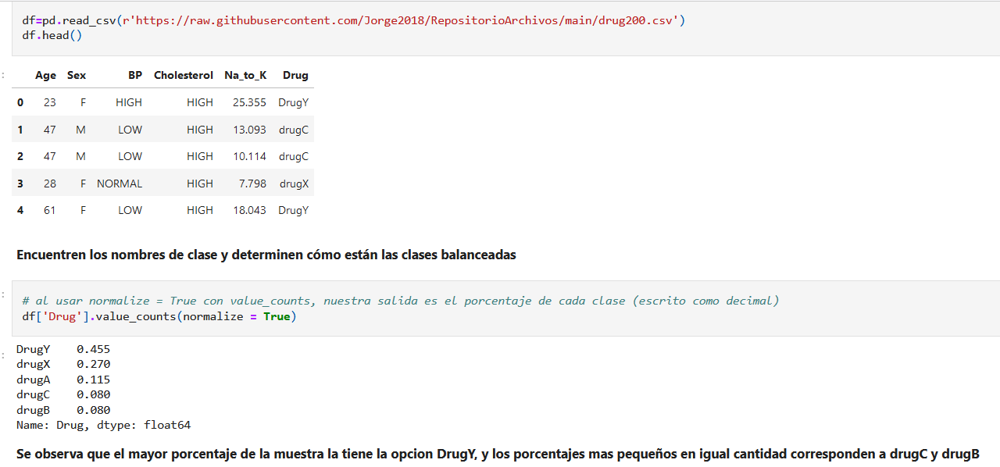 df=pd.read_csv(r'https://raw.githubusercontent.com/Jorge2018/RepositorioArchivos/main/drug200.csv')
df.head()
:
Age Sex BP Cholesterol Na_to_K Drug
0 23 F HIGH HIGH 25.355 DrugY
1 47 M LOW HIGH 13.093 drugC
2 47 M LOW HIGH 10.114 drugC
3 28 F NORMAL HIGH 7.798 drugX
4 61 F LOW HIGH 18.043 DrugY
Encuentren los nombres de clase y determinen cómo están las clases balanceadas
:
# al usar normalize = True con value_counts, nuestra salida es el porcentaje de cada clase (escrito como decimal)
df['Drug'].value_counts(normalize = True)
:
DrugY 0.455
drugX 0.270
drugA 0.115
drugC 0.080
drugB 0.080
Name: Drug, dtype: float64
Se observa que el mayor porcentaje de la muestra la tiene la opcion DrugY, y los porcentajes mas pequeños en igual cantidad corresponden a drugC y drugB